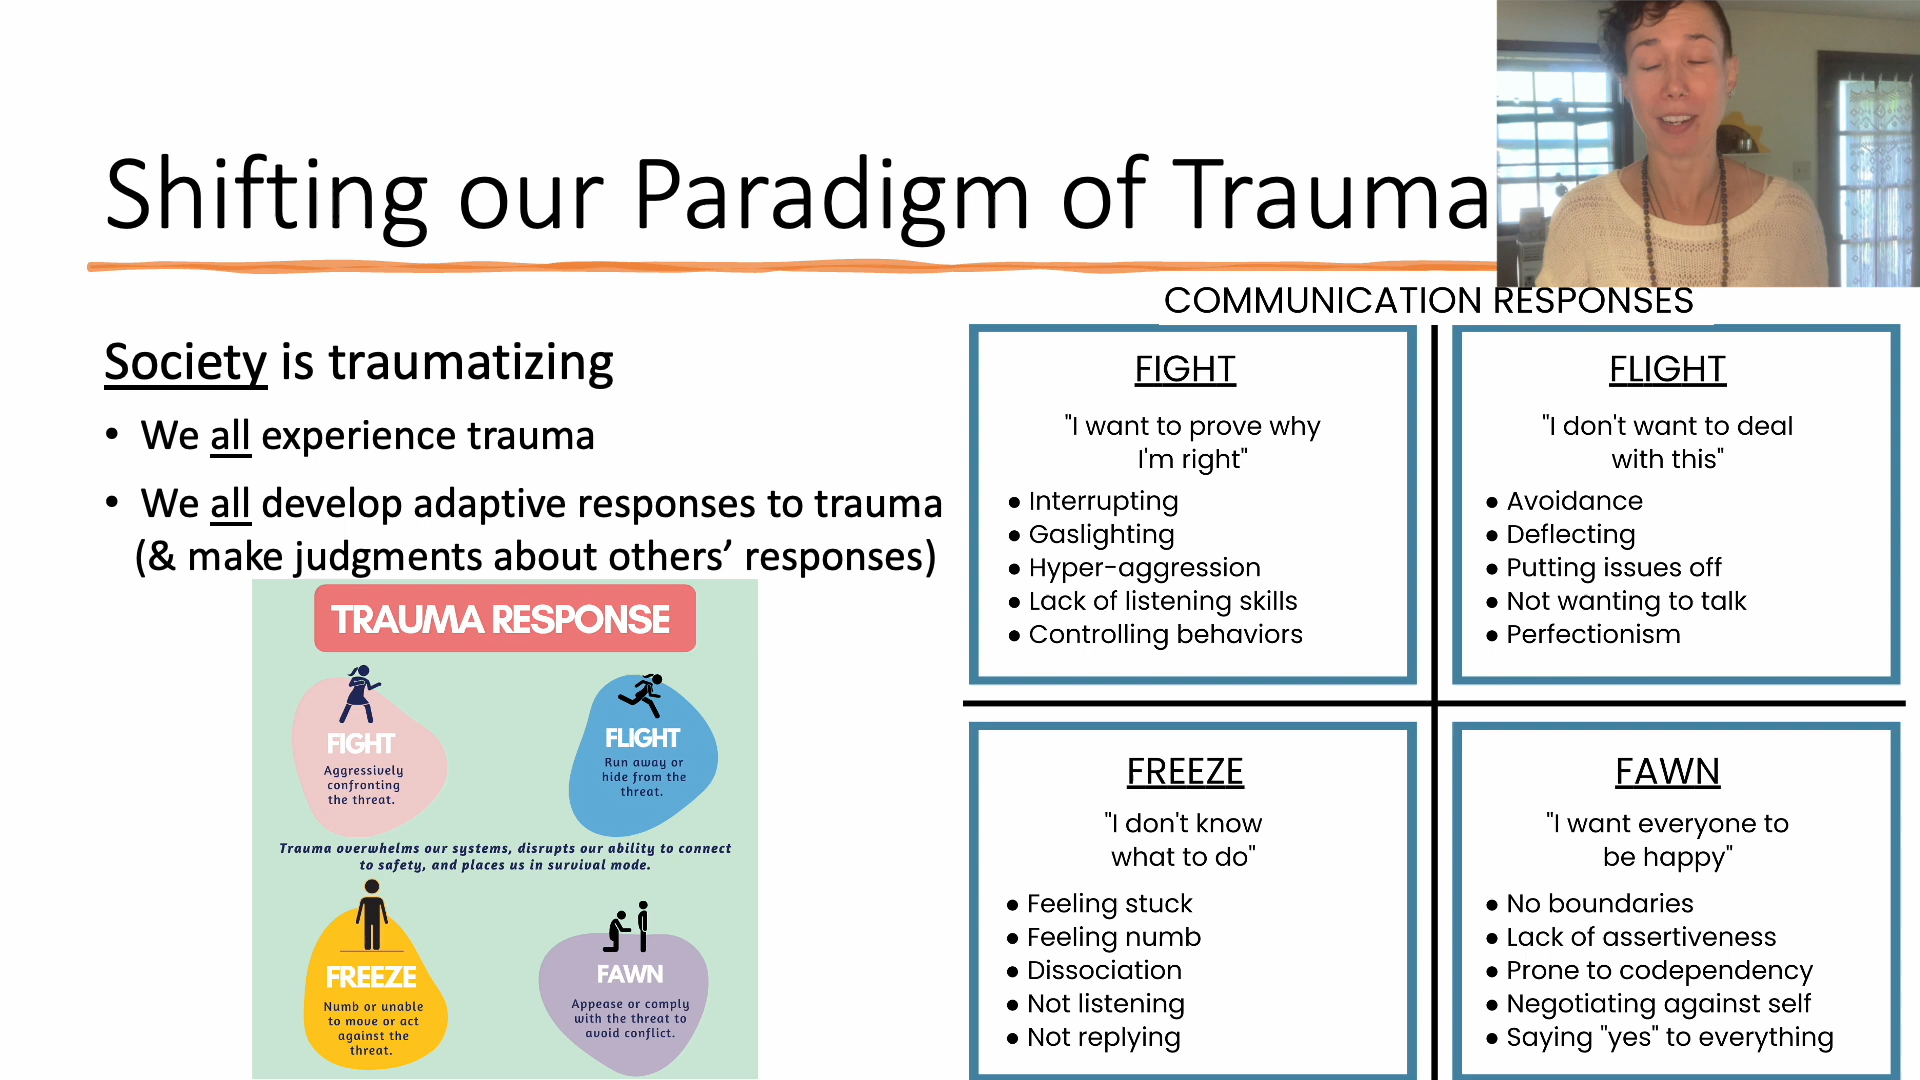 Shifting our Paradigm of Trauma
Society is traumatizing
• We all experience trauma
• We all develop adaptive responses to trauma
(& make judgments about others’ responses)
TRAUMA RESPONSE
FIGHT
Aggressively
confronting
the threat.
FLIGHT
Run away or
hide from the
threat.
Trauma overwhelms our systems, disrupts our ability to connect
to safety, and places us in survival mode.
FREEZE
Numb or unable
to move or act
against the
threat.
FAWN
Appease or comply
with the threat to
avoid conflict.
COMMUNICATION RESPONSES
FIGHT
"I want to prove why
I'm right"
• Interrupting
• Gaslighting
• Hyper-aggression
• Lack of listening skills
• Controlling behaviors
FLIGHT
"I don't want to deal
with this"
• Avoidance
• Deflecting
• Putting issues off
• Not wanting to talk
• Perfectionism
FREEZE
"I don't know
what to do"
• Feeling stuck
• Feeling numb
• Dissociation
• Not listening
• Not replying
FAWN
"I want everyone to
be happy"
• No boundaries
• Lack of assertiveness
• Prone to codependency
• Negotiating against self
• Saying "yes" to everything